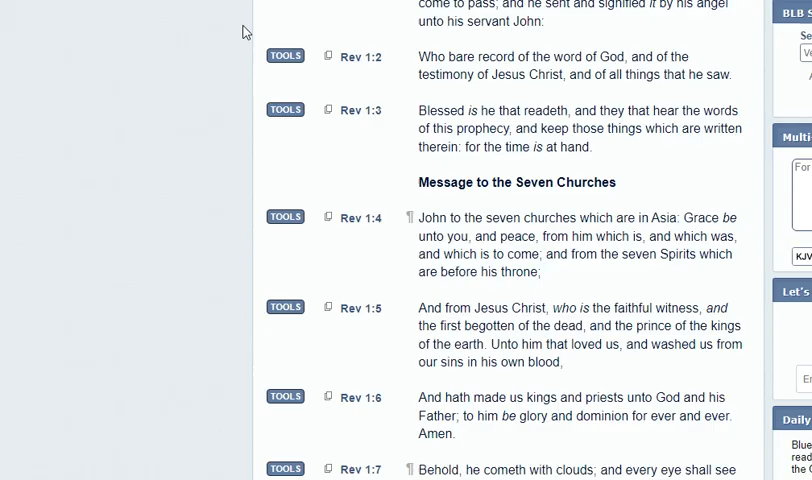 come to pass; and he sent and signified it by his angel
unto his servant John:
TOOLS Rev 1:2 Who bare record of the word of God, and of the
testimony of Jesus Christ, and of all things that he saw.
TOOLS Rev 1:3 Blessed is he that readeth, and they that hear the words
of this prophecy, and keep those things which are written
therein: for the time is at hand.
Message to the Seven Churches
TOOLS Rev 1:4 ¶ John to the seven churches which are in Asia: Grace be
unto you, and peace, from him which is, and which was,
and which is to come; and from the seven Spirits which
are before his throne;
TOOLS Rev 1:5 And from Jesus Christ, who is the faithful witness, and
the first begotten of the dead, and the prince of the kings
of the earth. Unto him that loved us, and washed us from
our sins in his own blood,
TOOLS Rev 1:6 And hath made us kings and priests unto God and his
Father; to him be glory and dominion for ever and ever.
Amen.
TOOLS Rev 1:7 ¶ Behold, he cometh with clouds; and every eye shall see
BLB S
Se
Ve
Multi
For
KJV
Let's
En
Daily
Blue
read
the